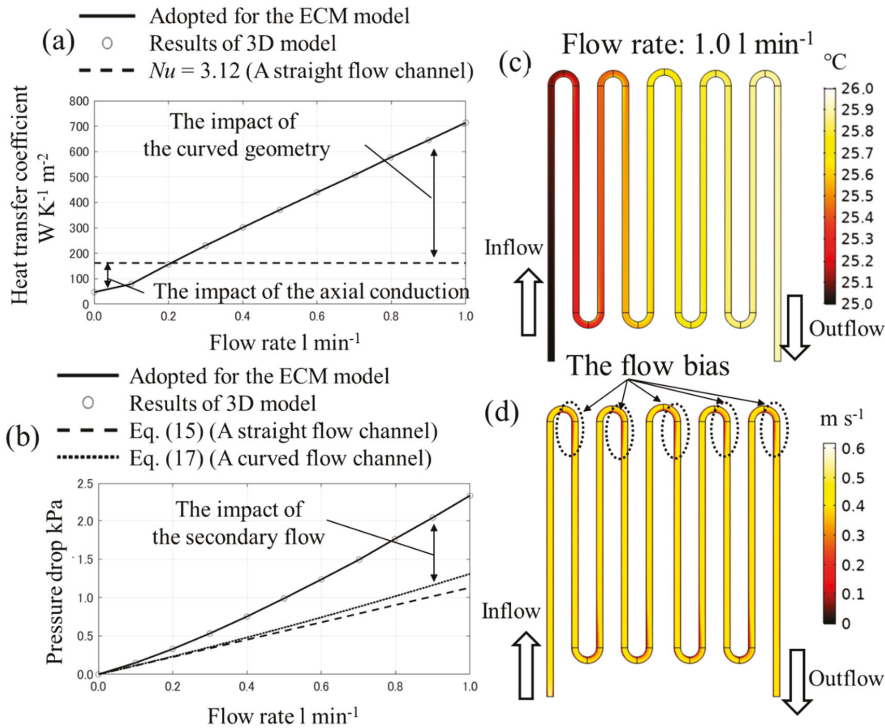 Adopted for the ECM model
Results of 3D model
Nu = 3.12 (A straight flow channel)
(a)
800
700
600
500
400
300
200
100
0
Heat transfer coefficient
W K⁻¹ m⁻²
The impact of
the curved geometry
The impact of the axial conduction
0.0
0.2
0.4
0.6
0.8
1.0
Flow rate l min⁻¹
Adopted for the ECM model
Results of 3D model
Eq. (15) (A straight flow channel)
Eq. (17) (A curved flow channel)
(b)
2.5
2.0
1.5
1.0
0.5
0.0
Pressure drop kPa
The impact of
the secondary flow
0.0
0.2
0.4
0.6
0.8
1.0
Flow rate l min⁻¹
Flow rate: 1.0 l min⁻¹
(c)
°C
26.0
25.9
25.8
25.7
25.6
25.5
25.4
25.3
25.2
25.1
25.0
Inflow
Outflow
The flow bias
(d)
m s⁻¹
0.6
0.5
0.4
0.3
0.2
0.1
0
Inflow
Outflow